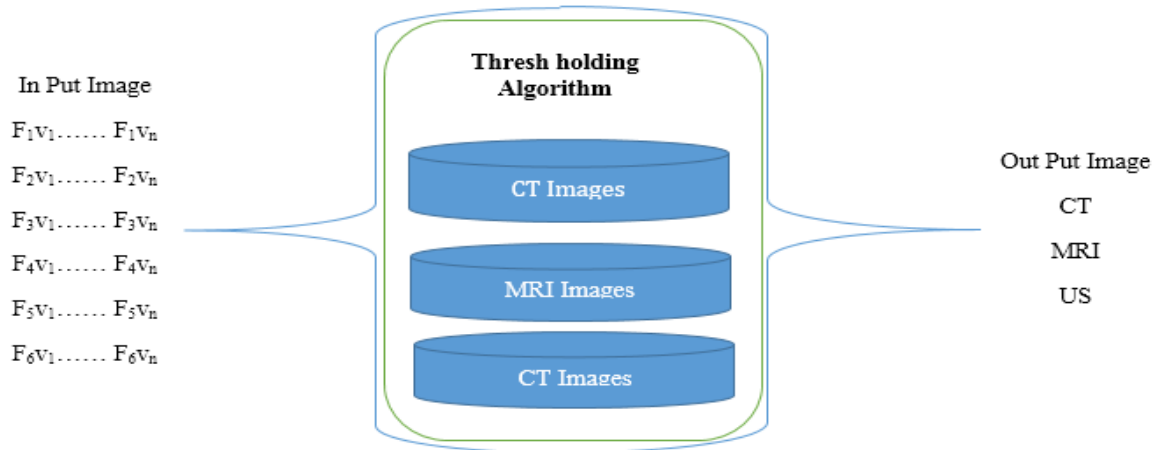 In Put Image
F₁v₁...... F₁vₙ
F₂v₁...... F₂vₙ
F₃v₁...... F₃vₙ
F₄v₁...... F₄vₙ
F₅v₁...... F₅vₙ
F₆v₁...... F₆vₙ
Thresh holding
Algorithm
CT Images
MRI Images
CT Images
Out Put Image
CT
MRI
US